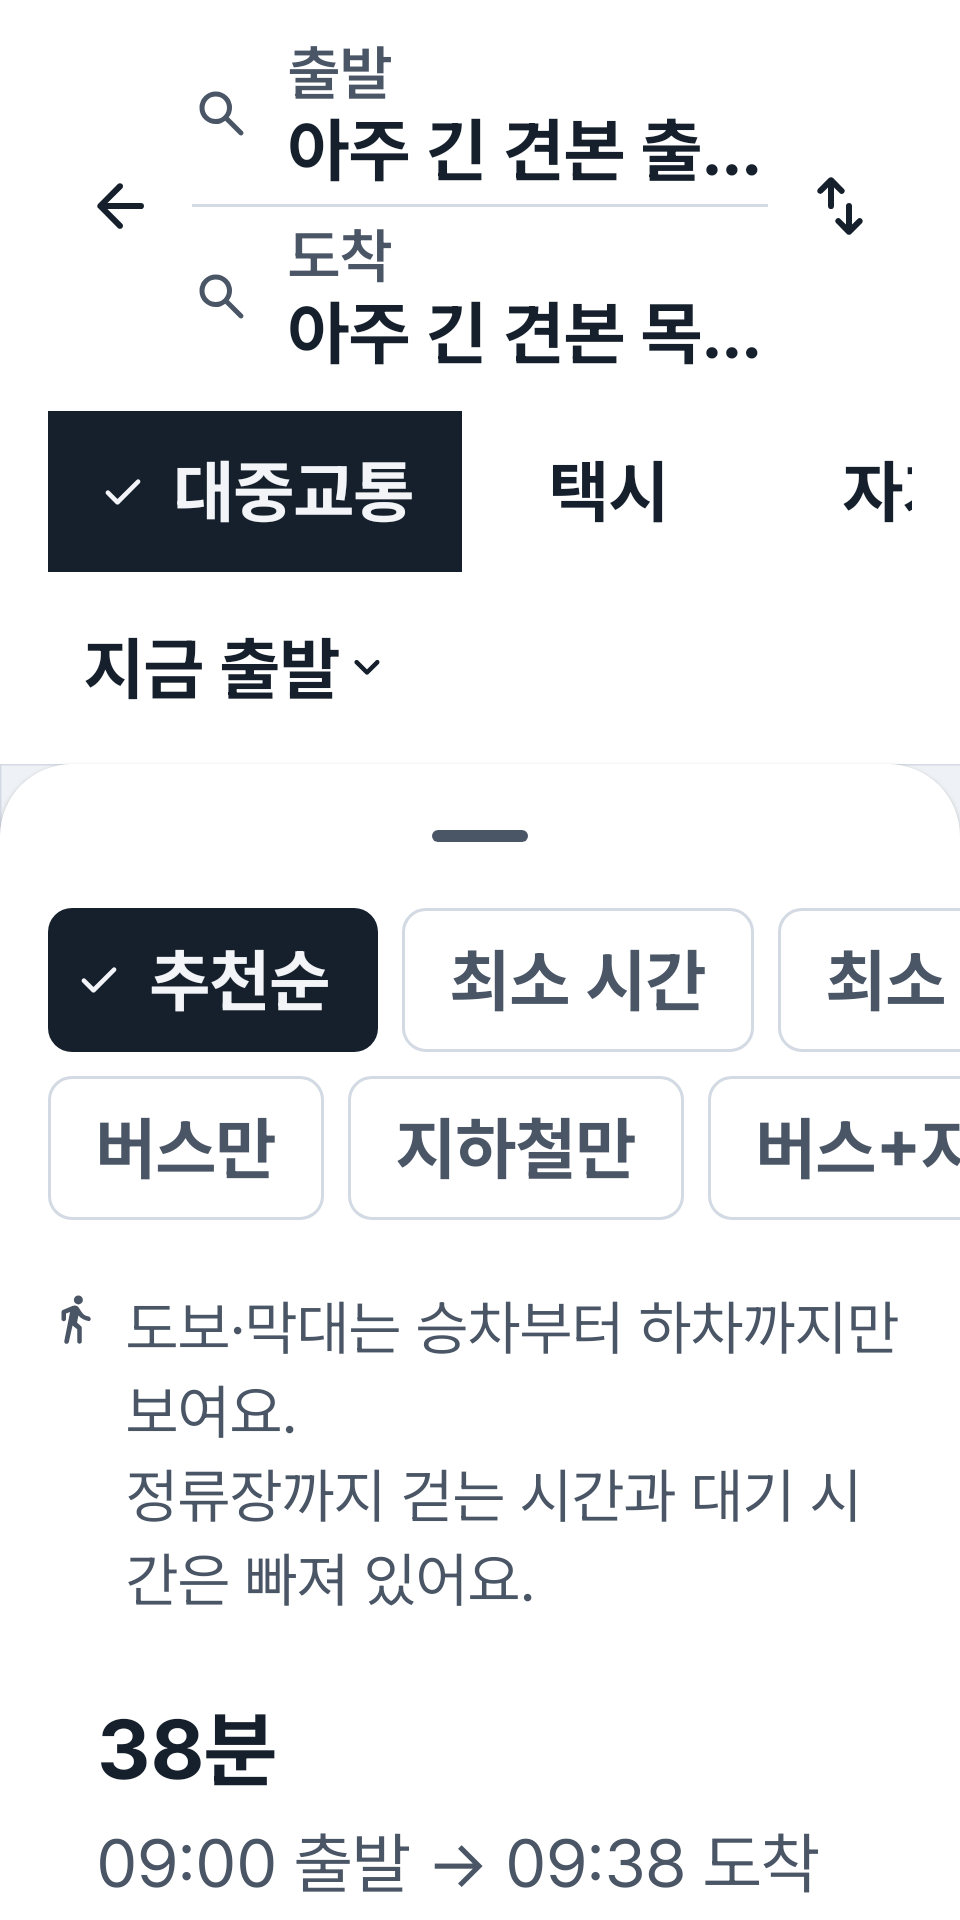 출발
아주 긴 견본 출...
도착
아주 긴 견본 목...
대중교통 택시
지금 출발
추천순 최소 시간 최소
버스만 지하철만 버스+지
도보·막대는 승차부터 하차까지만
보여요.
정류장까지 걷는 시간과 대기 시
간은 빠져 있어요.
38분
09:00 출발 → 09:38 도착